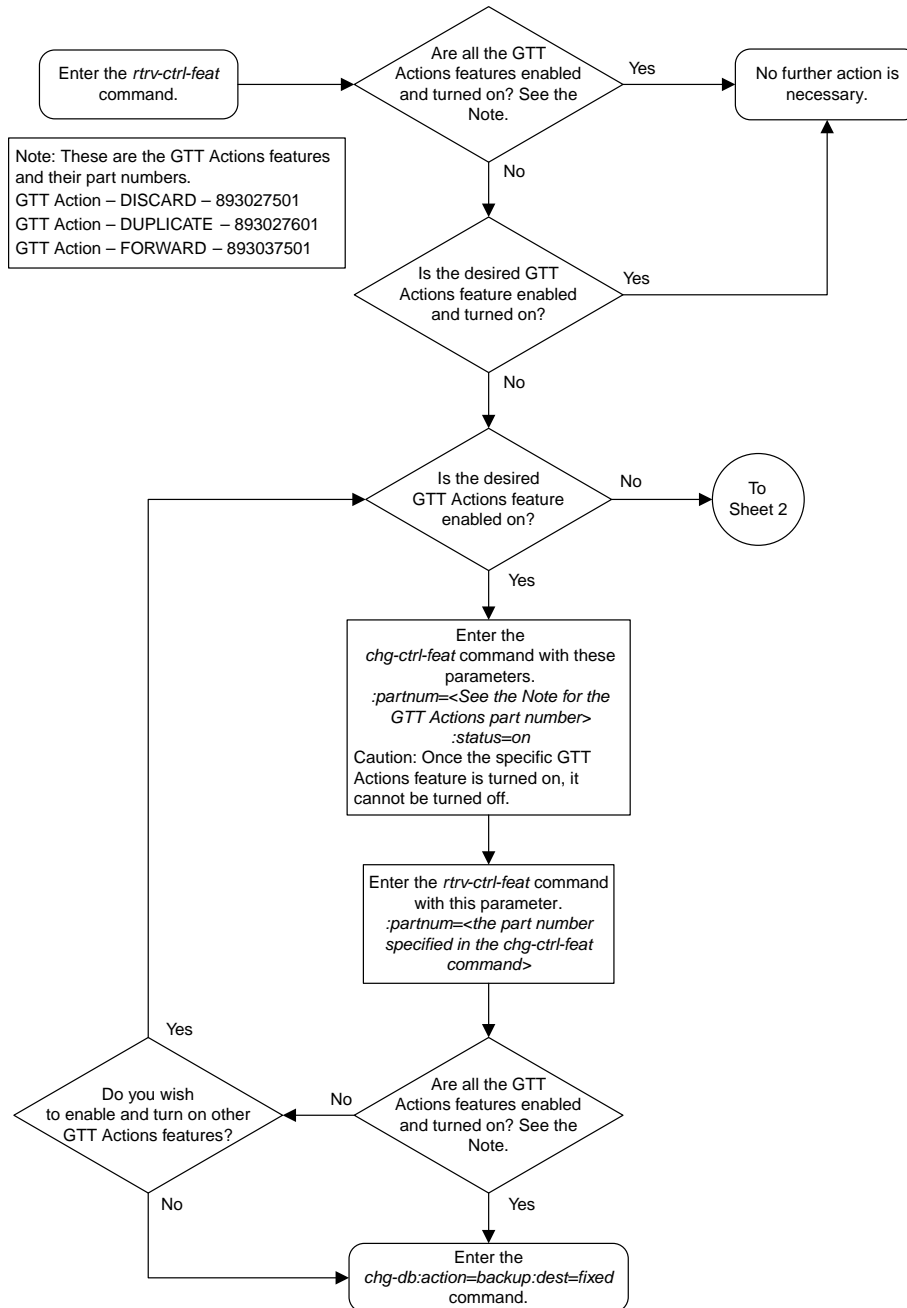 Enter the rtrv-ctrl-feat
command.
Are all the GTT
Actions features enabled
and turned on? See the
Note.
Yes
No further action is
necessary.
Note: These are the GTT Actions features
and their part numbers.
GTT Action – DISCARD – 893027501
GTT Action – DUPLICATE – 893027601
GTT Action – FORWARD – 893037501
No
Is the desired GTT
Actions feature enabled
and turned on?
Yes
No
Is the desired
GTT Actions feature
enabled on?
No
To
Sheet 2
Yes
Enter the
chg-ctrl-feat command with these
parameters.
:partnum=<See the Note for the
GTT Actions part number>
:status=on
Caution: Once the specific GTT
Actions feature is turned on, it
cannot be turned off.
Enter the rtrv-ctrl-feat command
with this parameter.
:partnum=<the part number
specified in the chg-ctrl-feat
command>
Are all the GTT
Actions features enabled
and turned on? See the
Note.
No
Do you wish
to enable and turn on other
GTT Actions features?
Yes
No
Yes
Enter the
chg-db:action=backup:dest=fixed
command.